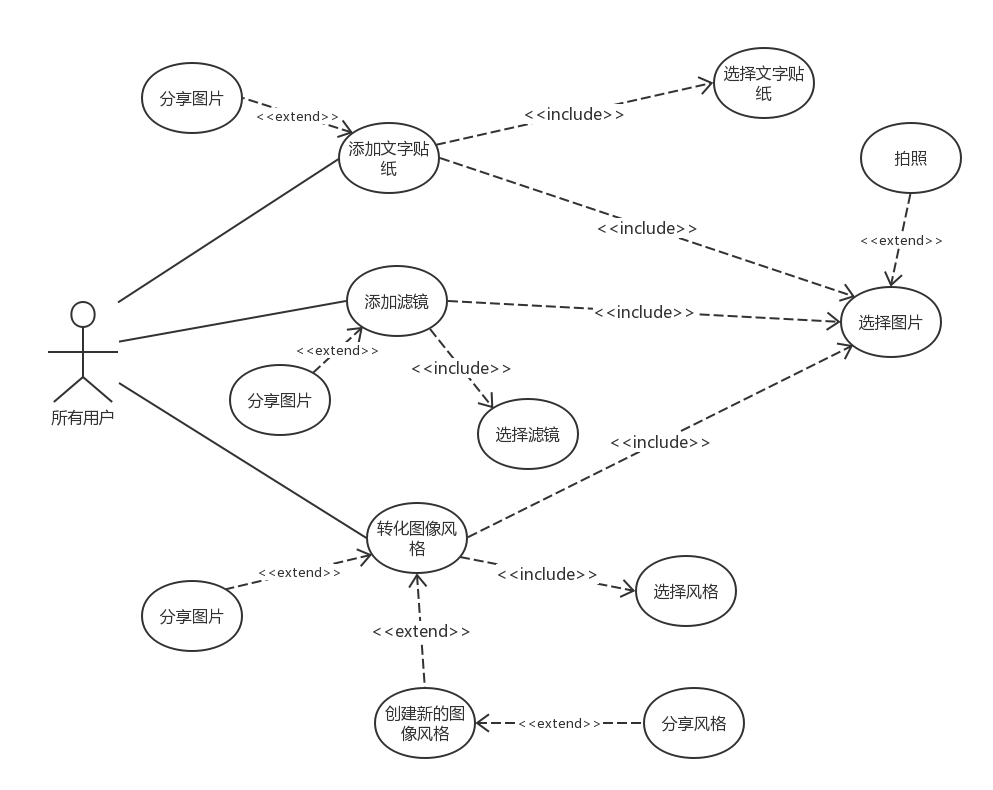 选择文字贴
纸
分享图片
<<extend>>
<<include>>
添加文字贴
纸
拍照
<<include>>
<<extend>>
添加滤镜
<<include>>
选择图片
<<extend>>
<<include>>
分享图片
所有用户
选择滤镜
<<include>>
转化图像风
格
<<extend>>
<<include>>
选择风格
分享图片
<<extend>>
创建新的图
像风格
<<extend>>
分享风格